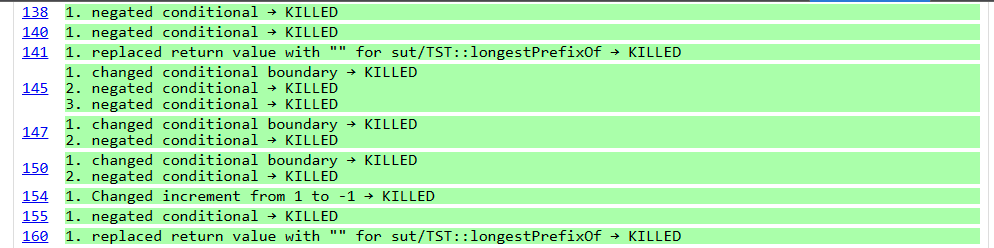 138 1. negated conditional → KILLED
140 1. negated conditional → KILLED
141 1. replaced return value with "" for sut/TST::longestPrefixOf → KILLED
145 1. changed conditional boundary → KILLED
2. negated conditional → KILLED
3. negated conditional → KILLED
147 1. changed conditional boundary → KILLED
2. negated conditional → KILLED
150 1. changed conditional boundary → KILLED
2. negated conditional → KILLED
154 1. Changed increment from 1 to -1 → KILLED
155 1. negated conditional → KILLED
160 1. replaced return value with "" for sut/TST::longestPrefixOf → KILLED